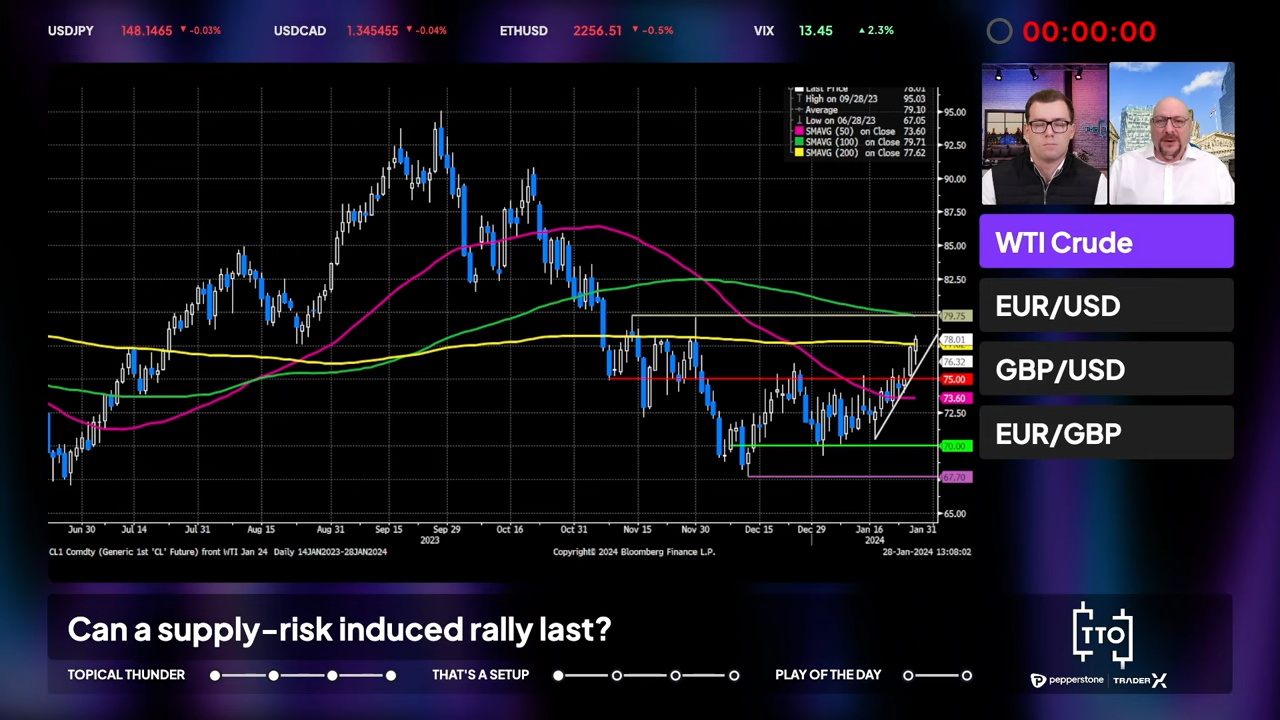 USDJPY 148.1465 ▼ -0.03% USDCAD 1.345455 ▼ -0.04% ETHUSD 2256.51 ▼ -0.5% VIX 13.45 ▲ 2.3%
00:00:00
Last Price 78.01
High on 09/28/23 95.03
Average 79.10
Low on 06/28/23 67.05
SMAVG (50) on Close 73.60
SMAVG (100) on Close 79.71
SMAVG (200) on Close 77.62
95.00
92.50
90.00
87.50
85.00
82.50
79.75
78.01
76.32
75.00
73.60
72.50
70.00
67.70
65.00
Jun 30 Jul 14 Jul 31 Aug 15 Aug 31 Sep 15 Sep 29 Oct 16 Oct 31 Nov 15 Nov 30 Dec 15 Dec 29 Jan 16 Jan 31
2023 2024
CL1 Comdty (Generic 1st 'CL' Future) front WTI Jan 24 Daily 14JAN2023-28JAN2024 Copyright© 2024 Bloomberg Finance L.P. 28-Jan-2024 13:08:02
WTI Crude
EUR/USD
GBP/USD
EUR/GBP
Can a supply-risk induced rally last?
TOPICAL THUNDER THAT'S A SETUP PLAY OF THE DAY
TTO
pepperstone TRADER X